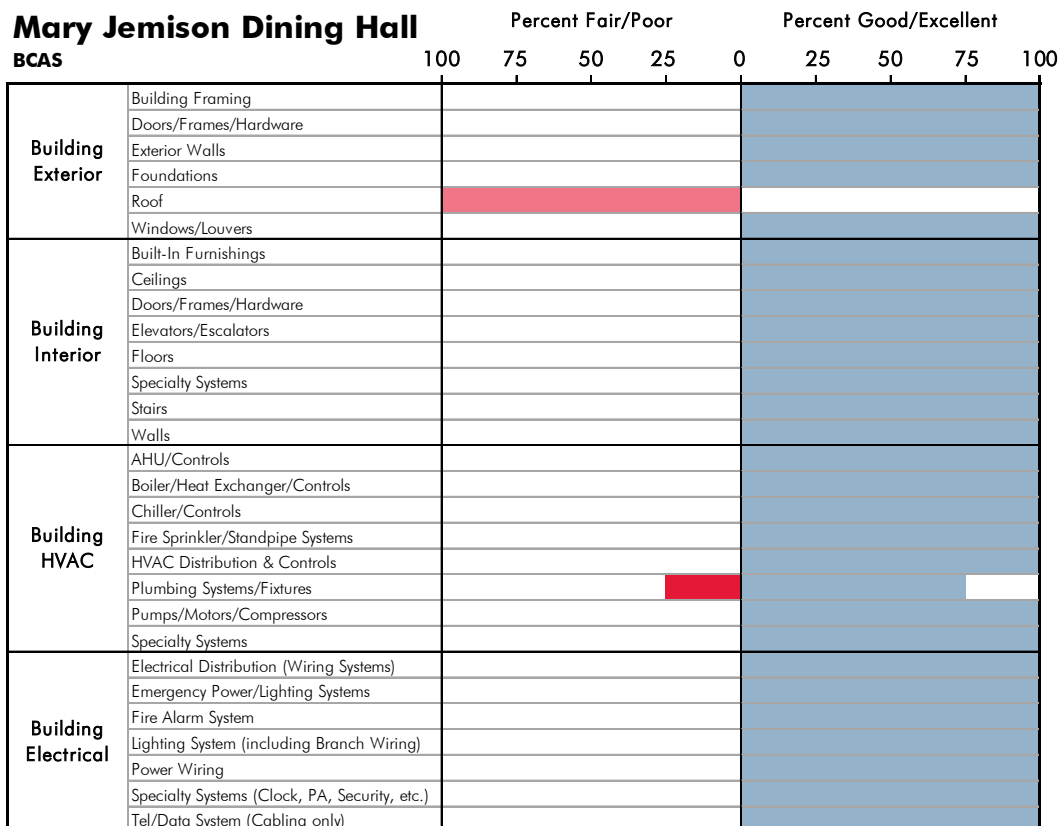 Mary Jemison Dining Hall
Percent Fair/Poor
Percent Good/Excellent
BCAS
100 75 50 25 0 25 50 75 100
Building
Exterior
Building Framing
Doors/Frames/Hardware
Exterior Walls
Foundations
Roof
Windows/Louvers
Building
Interior
Built-In Furnishings
Ceilings
Doors/Frames/Hardware
Elevators/Escalators
Floors
Specialty Systems
Stairs
Walls
Building
HVAC
AHU/Controls
Boiler/Heat Exchanger/Controls
Chiller/Controls
Fire Sprinkler/Standpipe Systems
HVAC Distribution & Controls
Plumbing Systems/Fixtures
Pumps/Motors/Compressors
Specialty Systems
Building
Electrical
Electrical Distribution (Wiring Systems)
Emergency Power/Lighting Systems
Fire Alarm System
Lighting System (including Branch Wiring)
Power Wiring
Specialty Systems (Clock, PA, Security, etc.)
Tel/Data System (Cabling only)